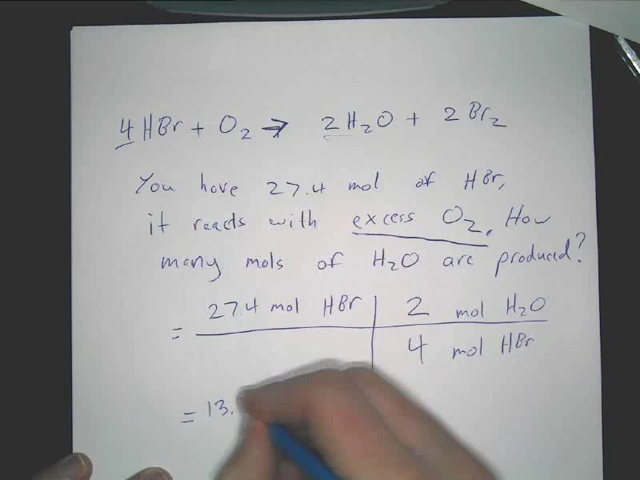 4HBr + O₂ → 2H₂O + 2Br₂
You have 27.4 mol of HBr,
it reacts with excess O₂. How
many mols of H₂O are produced?
= 27.4 mol HBr | 2 mol H₂O
4 mol HBr
= 13.